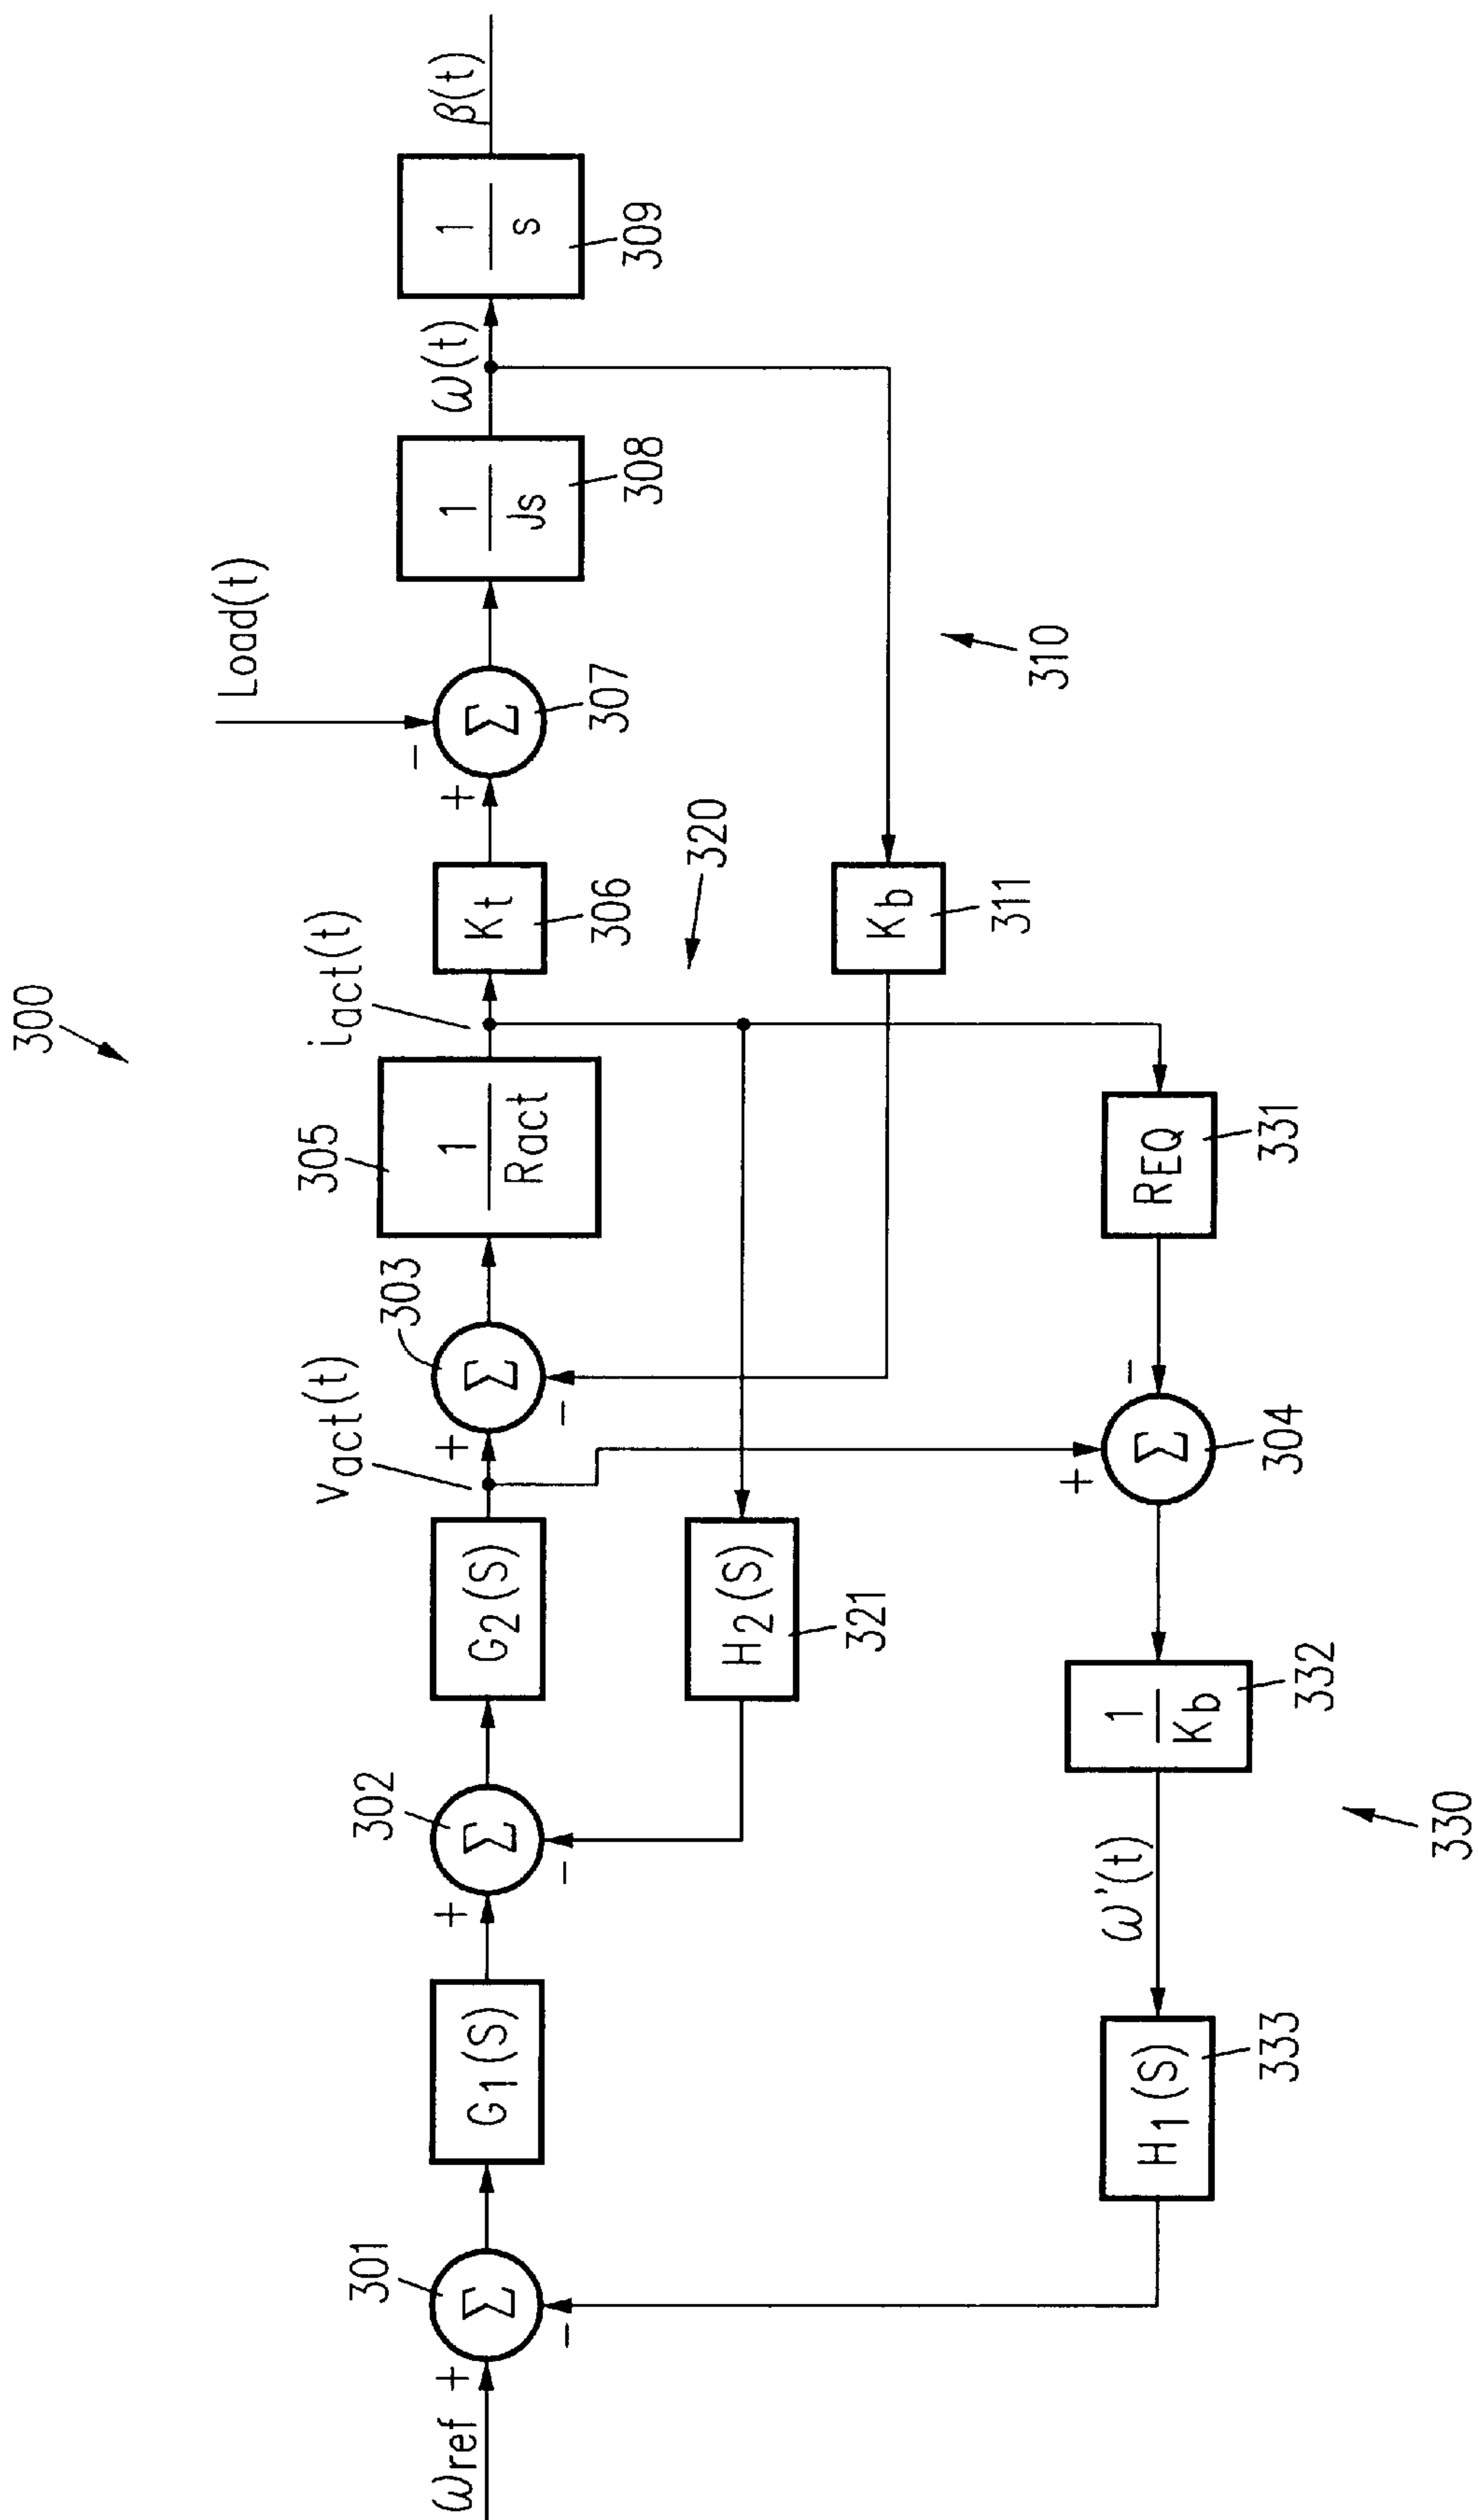 300
ωref
+
-
Σ
301
G1(S)
+
-
Σ
302
G2(S)
Vact(t)
+
-
Σ
303
1
Ract
305
iact(t)
Kt
306
+
-
Load(t)
Σ
307
1
Js
308
ω(t)
1
s
309
β(t)
310
Kb
311
320
H2(S)
321
REQ
331
-
+
Σ
304
1
Kb
332
ω'(t)
H1(S)
333
330